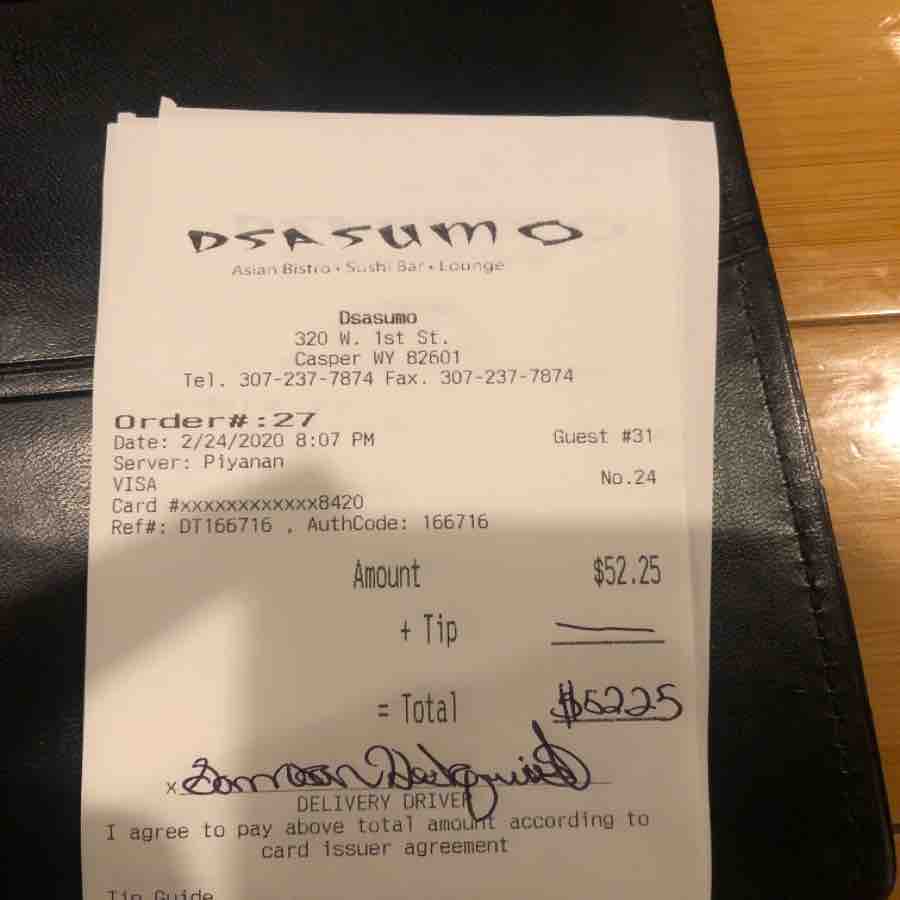 DSASUMO
Asian Bistro • Sushi Bar • Lounge
Dsasumo
320 W. 1st St.
Casper WY 82601
Tel. 307-237-7874 Fax. 307-237-7874
Order#:27
Date: 2/24/2020 8:07 PM Guest #31
Server: Piyanan
VISA No.24
Card #xxxxxxxxxxxx8420
Ref#: DT166716 , AuthCode: 166716
Amount $52.25
+ Tip
= Total $52.25
x
DELIVERY DRIVER
I agree to pay above total amount according to
card issuer agreement
Tip Guide